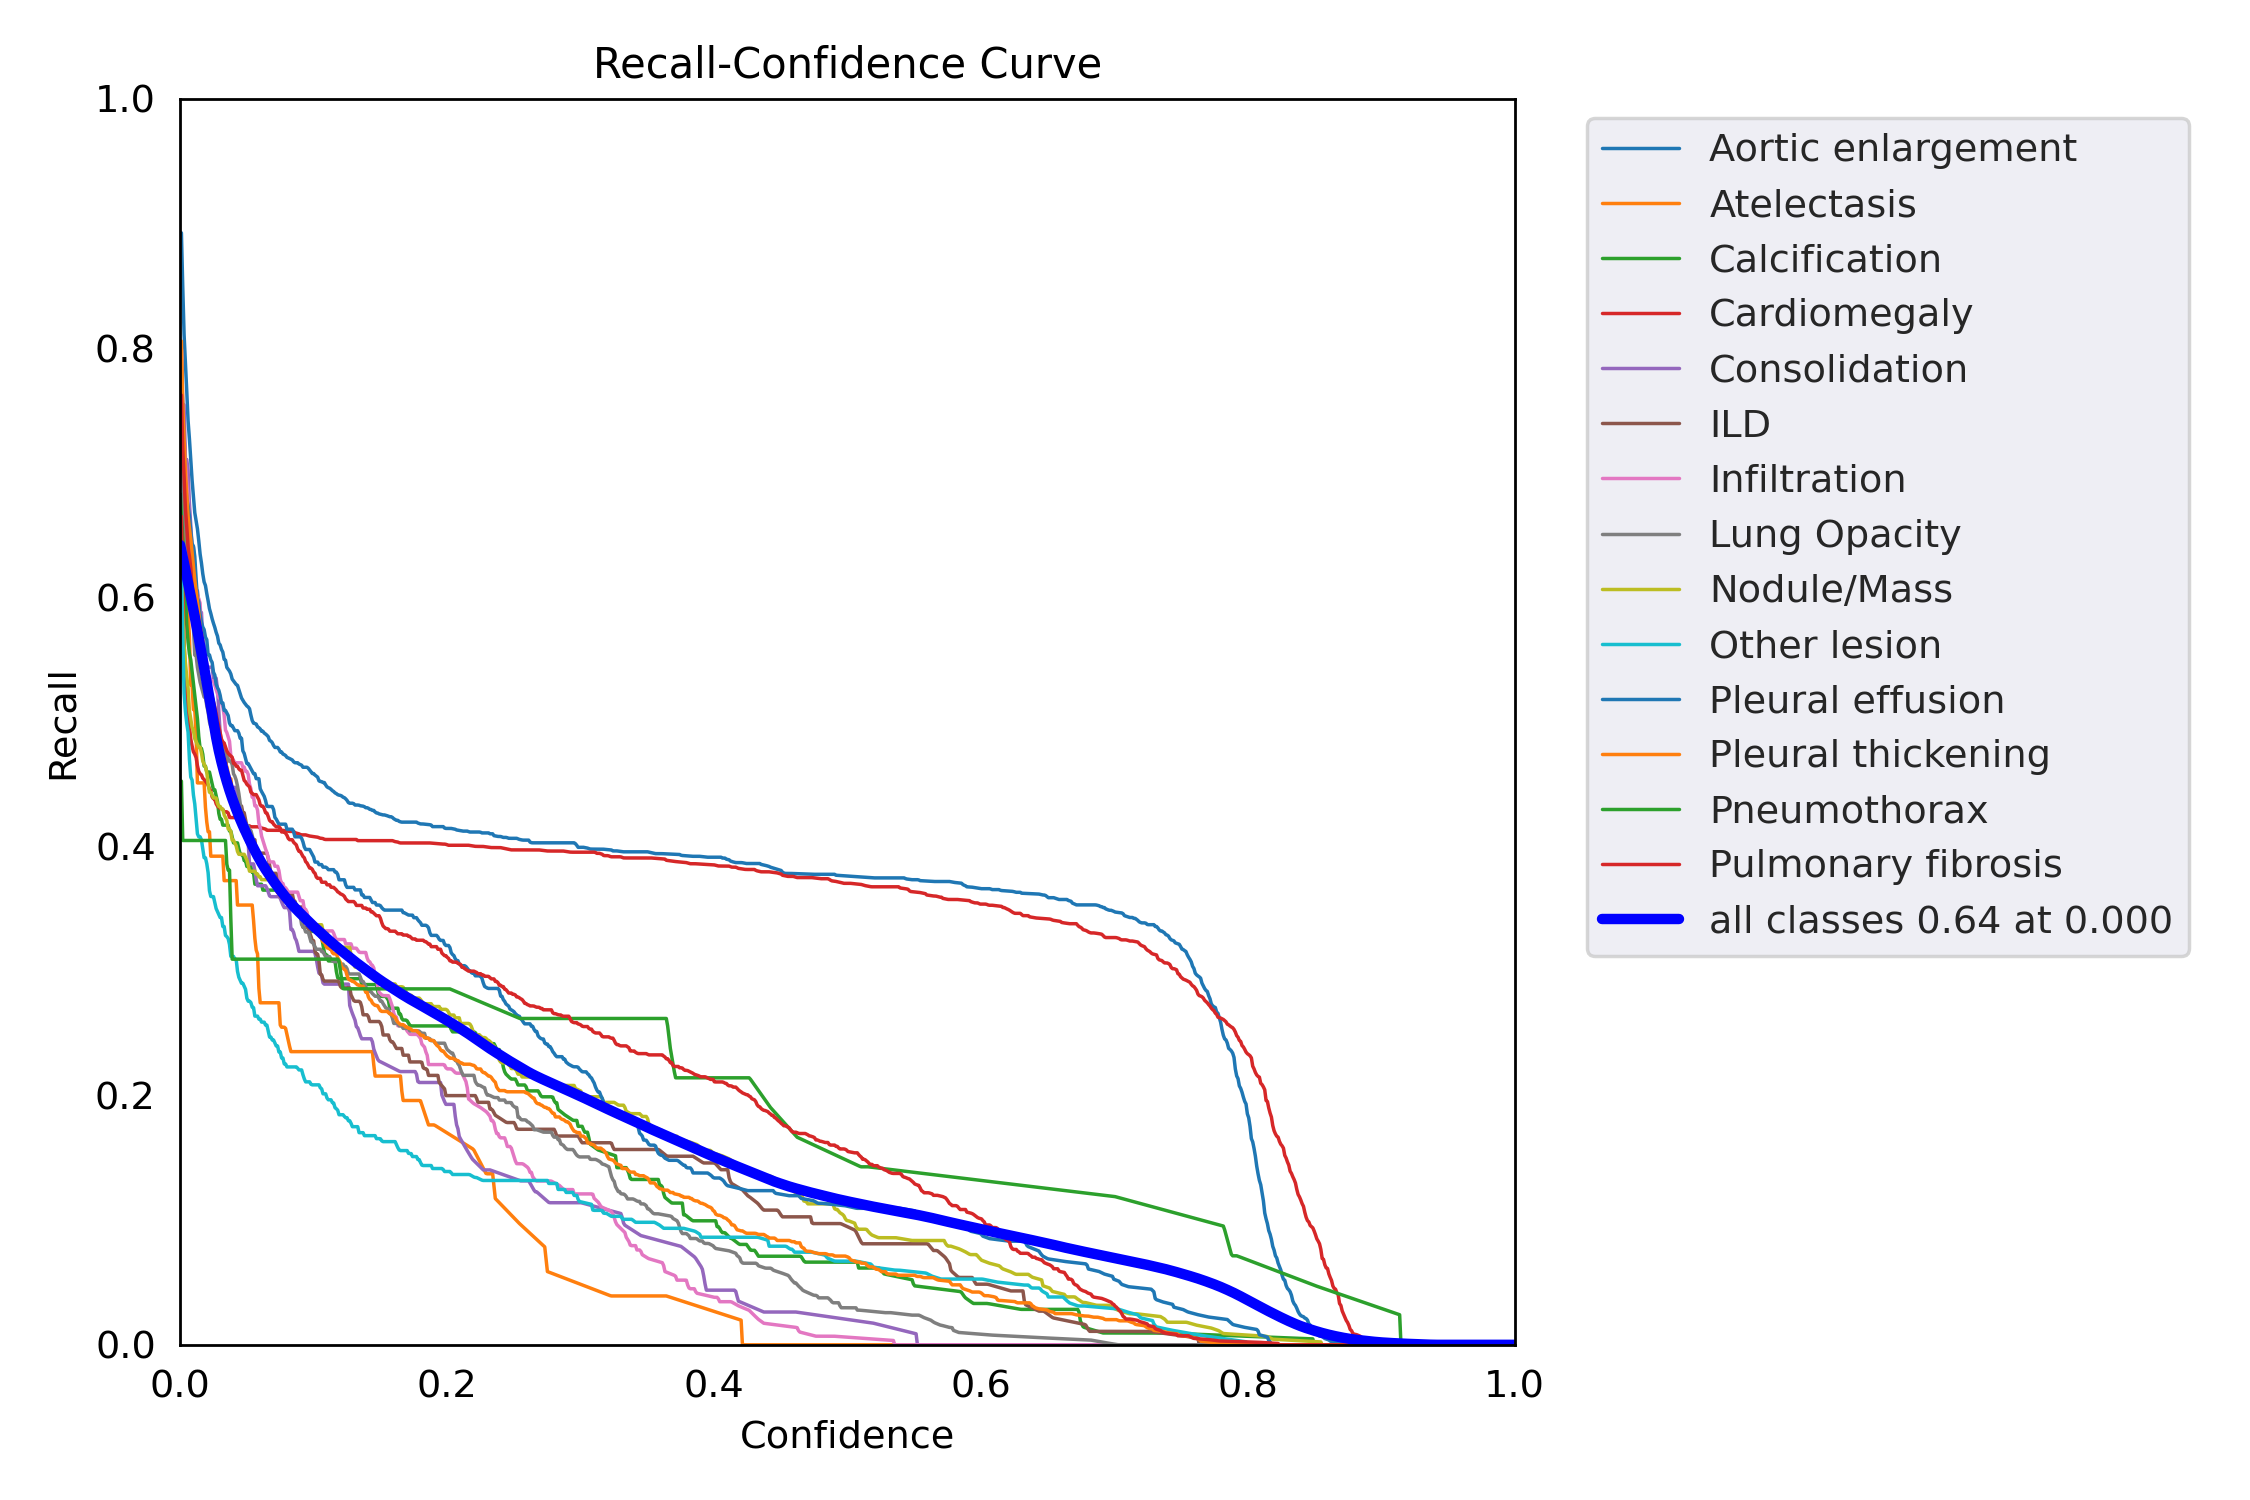 Recall-Confidence Curve
1.0
0.8
0.6
0.4
0.2
0.0
Recall
0.0 0.2 0.4 0.6 0.8 1.0
Confidence
Aortic enlargement
Atelectasis
Calcification
Cardiomegaly
Consolidation
ILD
Infiltration
Lung Opacity
Nodule/Mass
Other lesion
Pleural effusion
Pleural thickening
Pneumothorax
Pulmonary fibrosis
all classes 0.64 at 0.000